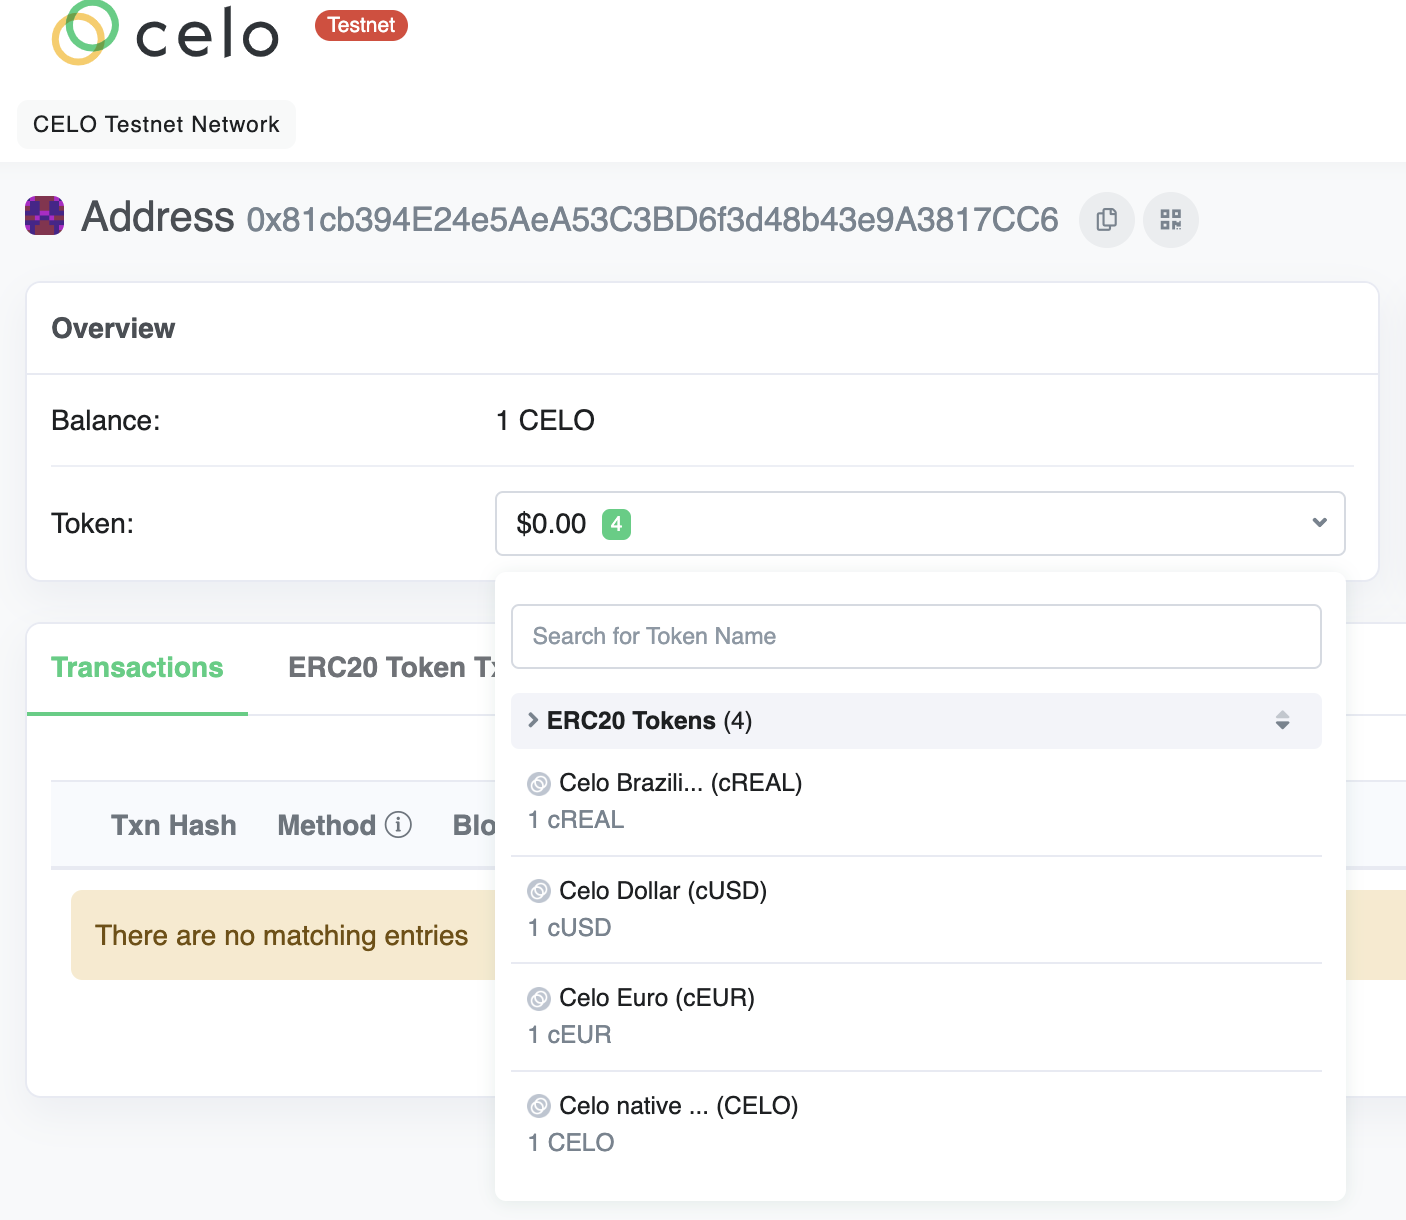 celo Testnet
CELO Testnet Network
Address 0x81cb394E24e5AeA53C3BD6f3d48b43e9A3817CC6
Overview
Balance: 1 CELO
Token: $0.00 4
Search for Token Name
Transactions ERC20 Token
ERC20 Tokens (4)
Celo Brazili... (cREAL)
1 cREAL
Txn Hash Method
Celo Dollar (cUSD)
1 cUSD
There are no matching entries
Celo Euro (cEUR)
1 cEUR
Celo native ... (CELO)
1 CELO